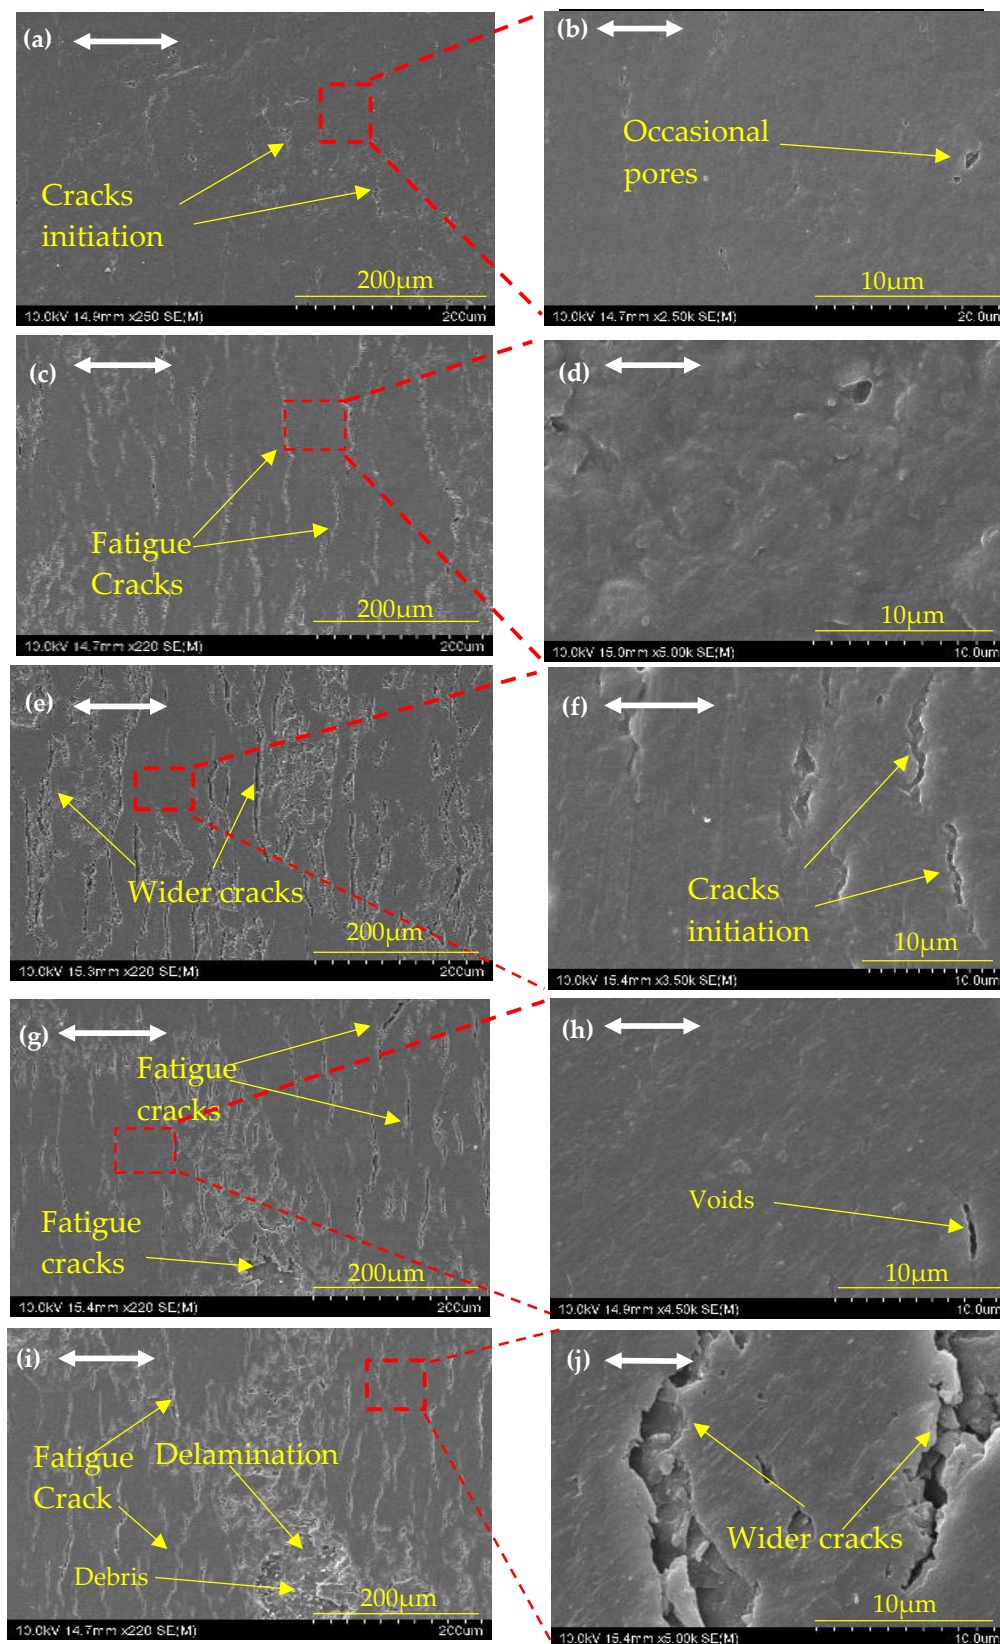 (a)
Cracks
initiation
200μm
10.0kV 14.9mm x250 SE(M)
200um
(b)
Occasional
pores
10μm
10.0kV 14.7mm x2.50k SE(M)
20.0um
(c)
Fatigue
Cracks
200μm
10.0kV 14.7mm x220 SE(M)
200um
(d)
10μm
10.0kV 15.0mm x5.00k SE(M)
10.0um
(e)
Wider cracks
200μm
10.0kV 15.3mm x220 SE(M)
200um
(f)
Cracks
initiation
10μm
10.0kV 15.4mm x3.50k SE(M)
10.0um
(g)
Fatigue
cracks
Fatigue
cracks
200μm
10.0kV 15.4mm x220 SE(M)
200um
(h)
Voids
10μm
10.0kV 14.9mm x4.50k SE(M)
10.0um
(i)
Fatigue
Crack
Delamination
Debris
200μm
10.0kV 14.7mm x220 SE(M)
200um
(j)
Wider cracks
10μm
10.0kV 15.4mm x5.00k SE(M)
10.0um